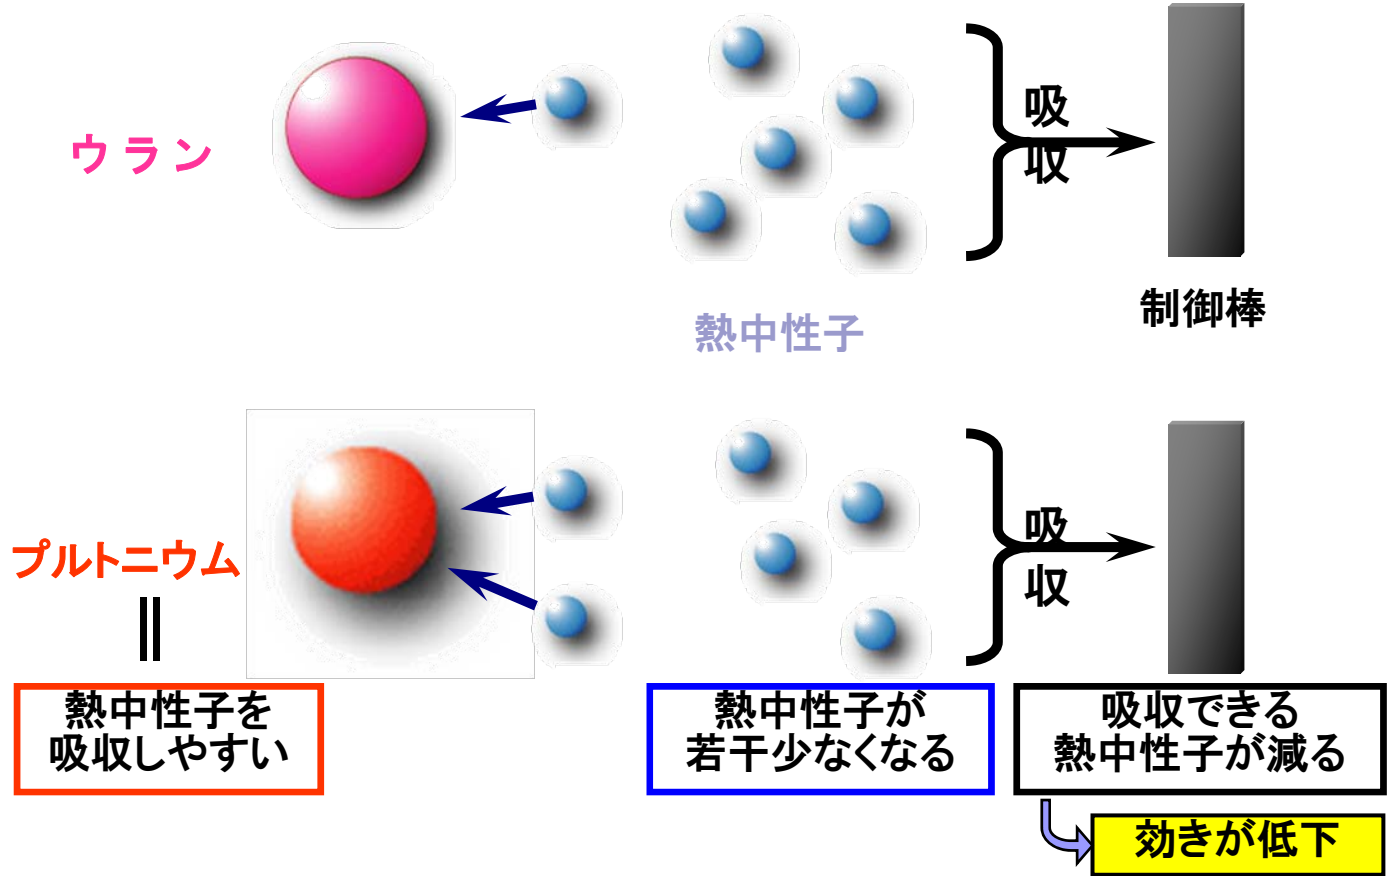 ウラン
吸
収
制御棒
熱中性子
プルトニウム
吸
収
熱中性子を
吸収しやすい
熱中性子が
若干少なくなる
吸収できる
熱中性子が減る
効きが低下